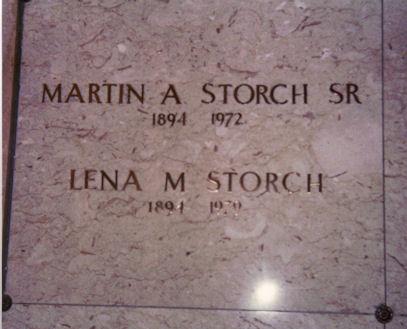 MARTIN A STORCH SR
1894 1972
LENA M STORCH
1894